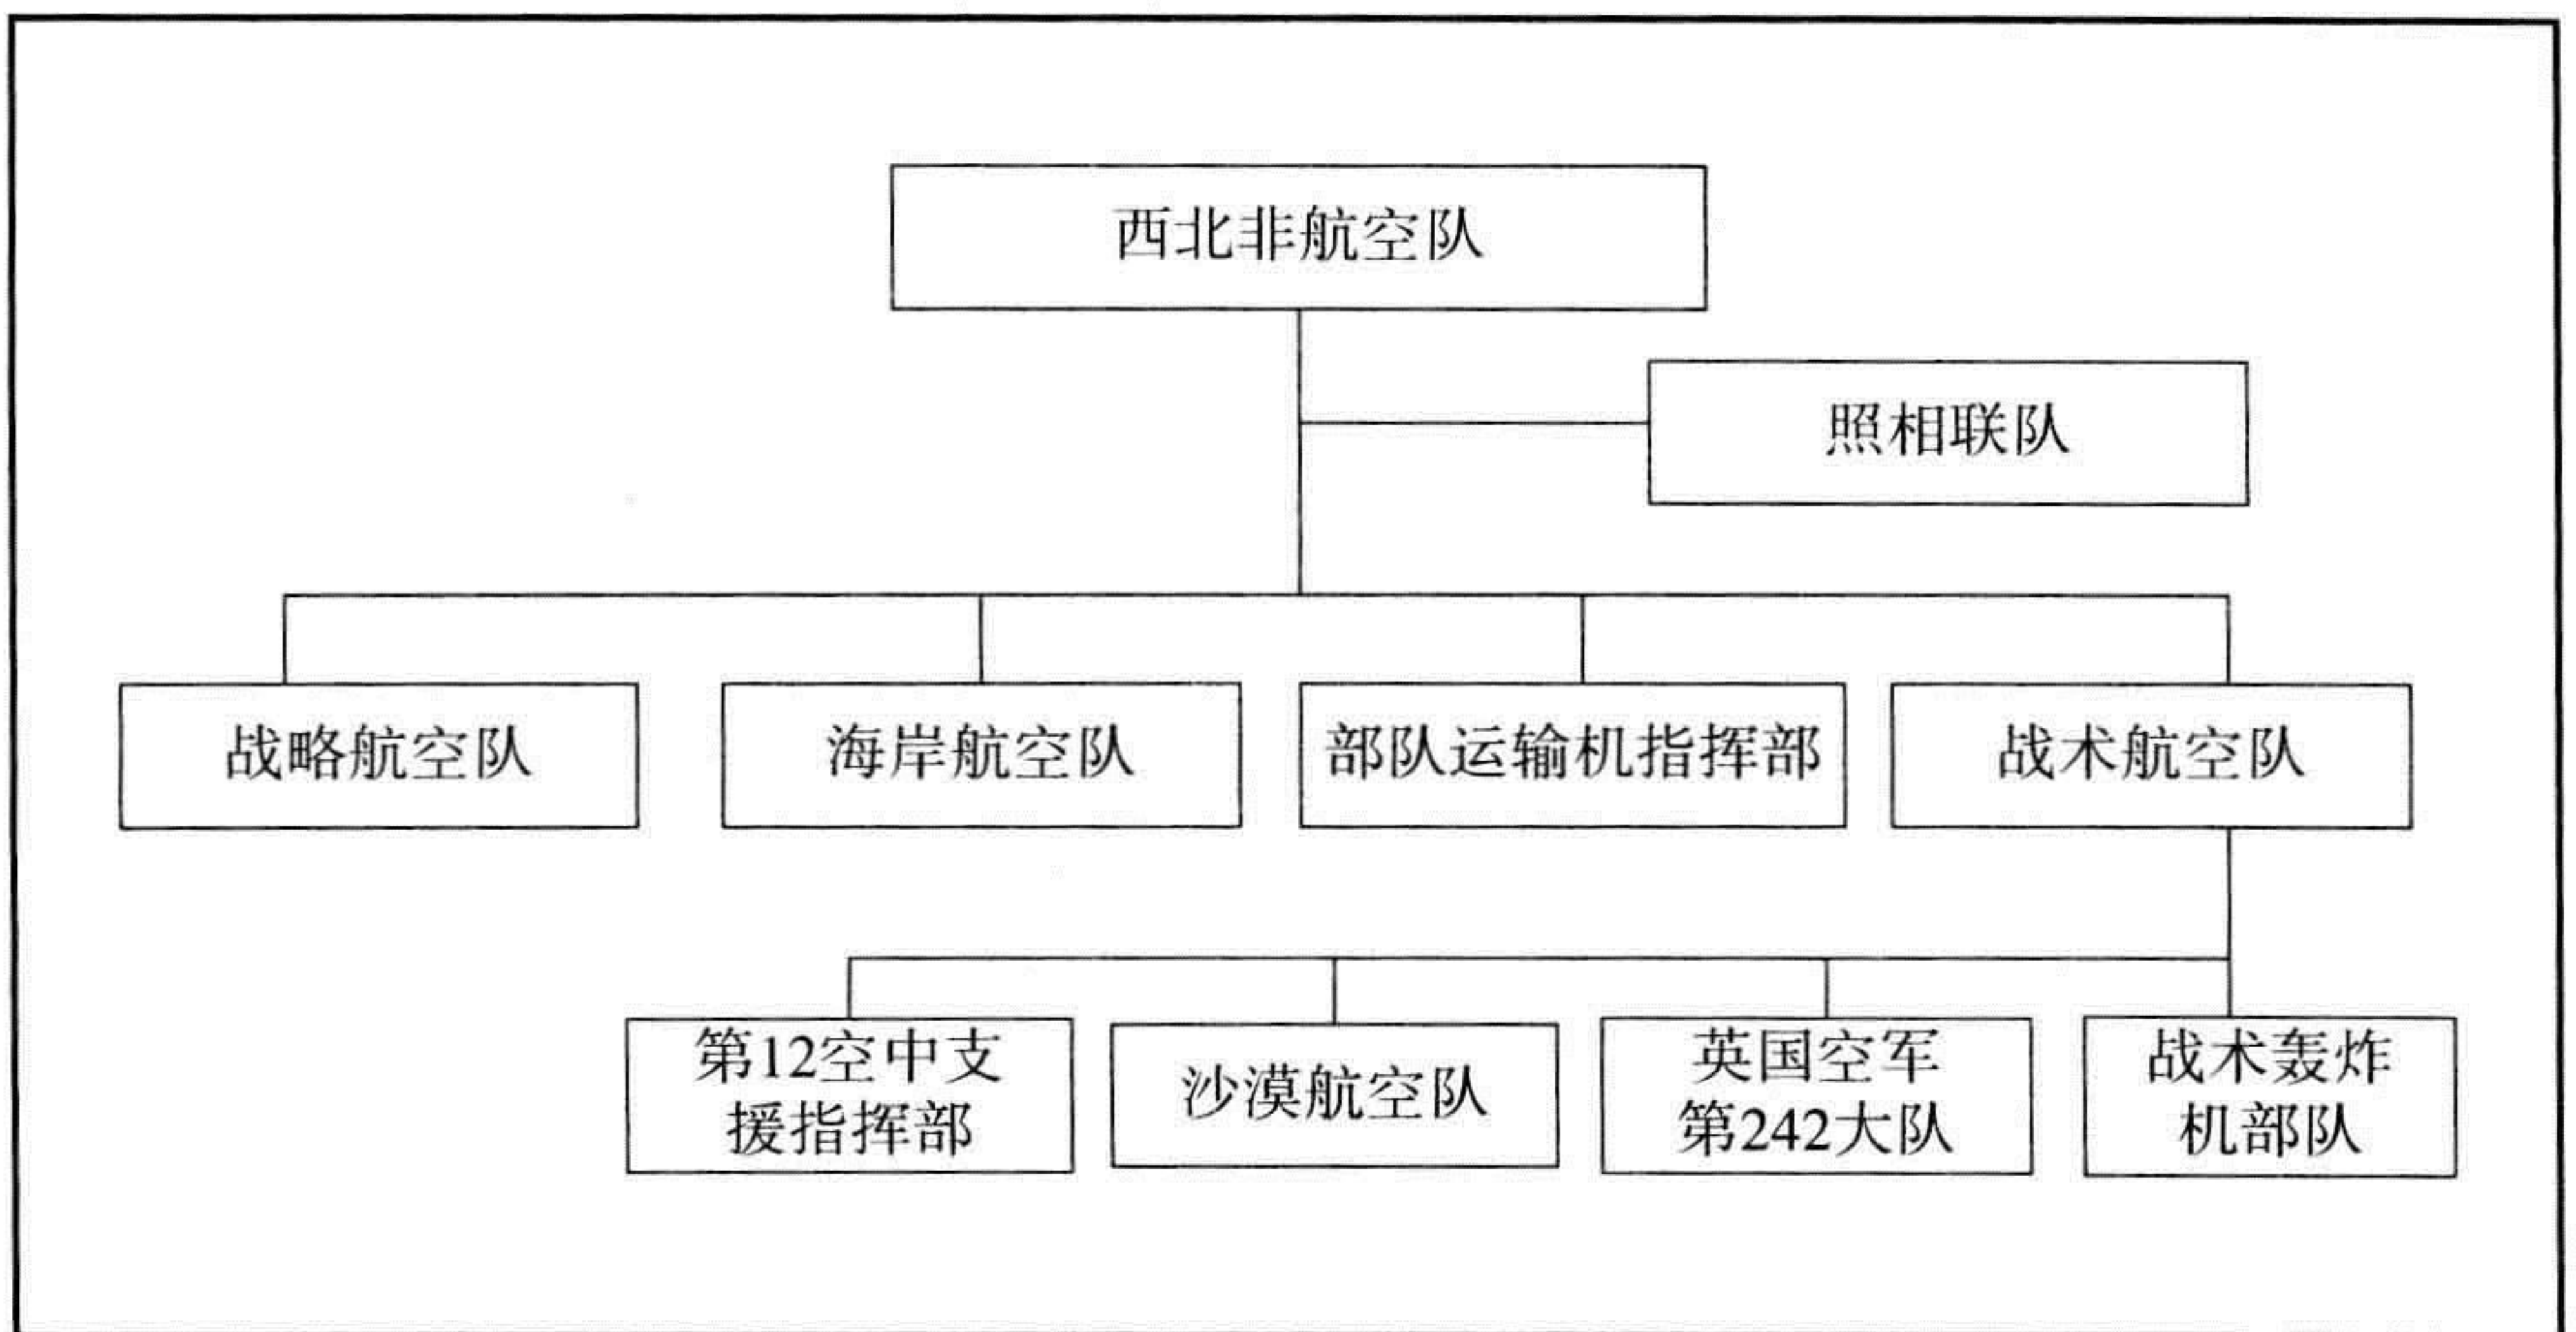 西北非航空队
照相联队
战略航空队
海岸航空队
部队运输机指挥部
战术航空队
第12空中支
援指挥部
沙漠航空队
英国空军
第242大队
战术轰炸
机部队